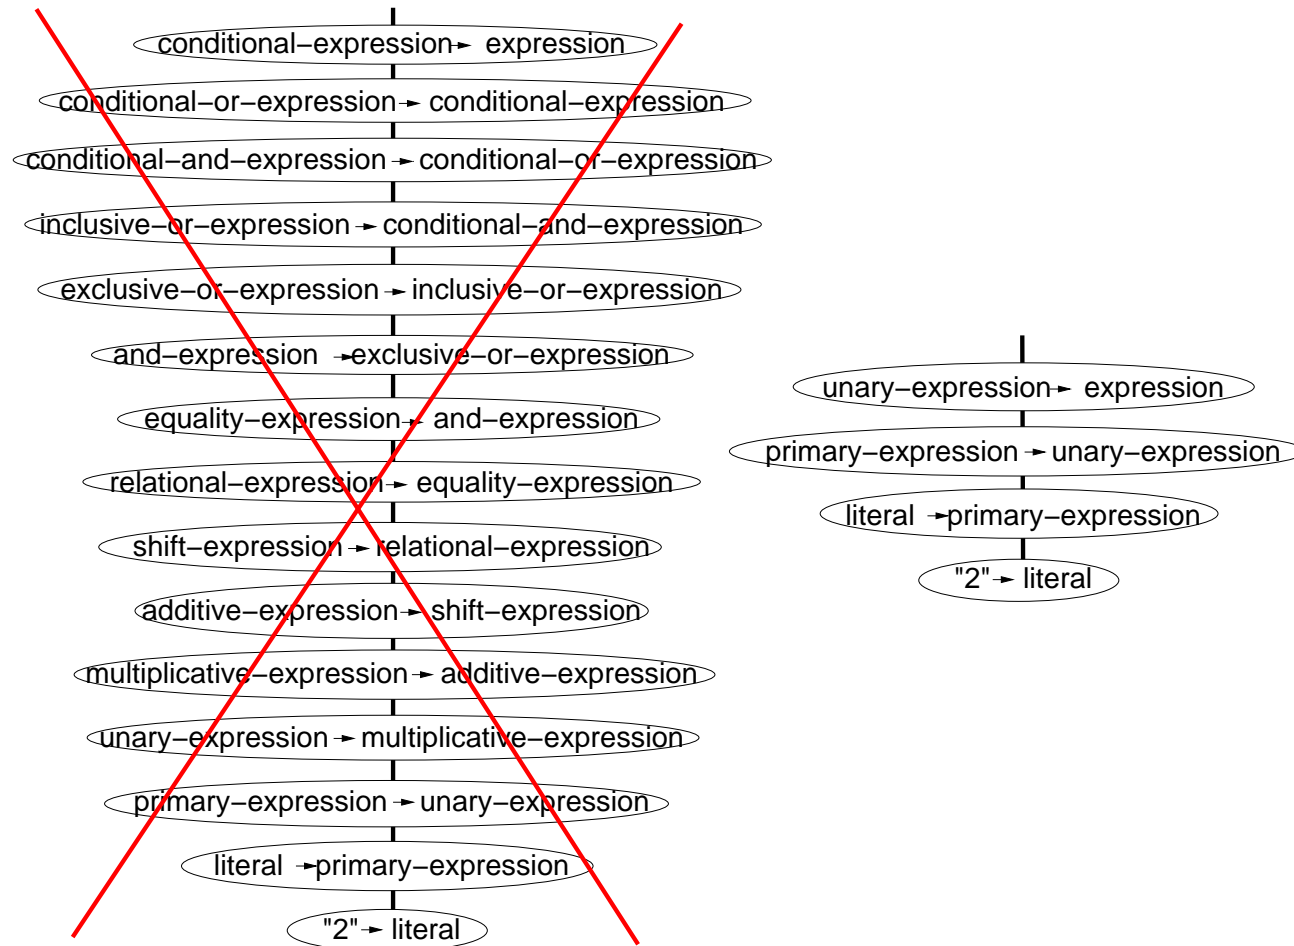 conditional-expression → expression
conditional-or-expression → conditional-expression
conditional-and-expression → conditional-or-expression
inclusive-or-expression → conditional-and-expression
exclusive-or-expression → inclusive-or-expression
and-expression → exclusive-or-expression
equality-expression → and-expression
relational-expression → equality-expression
shift-expression → relational-expression
additive-expression → shift-expression
multiplicative-expression → additive-expression
unary-expression → multiplicative-expression
primary-expression → unary-expression
literal → primary-expression
"2" → literal
unary-expression → expression
primary-expression → unary-expression
literal → primary-expression
"2" → literal